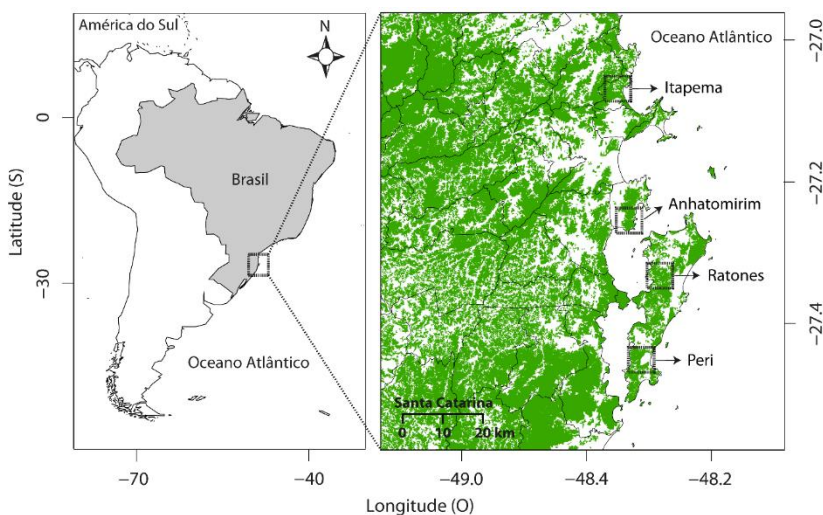 América do Sul
N
Oceano Atlântico
−27.0
Itapema
0
Brasil
−27.2
Anhatomirim
Latitude (S)
Ratones
−30
−27.4
Oceano Atlântico
Peri
Santa Catarina
0 10 20 km
−70 −40 −49.0 −48.4 −48.2
Longitude (O)